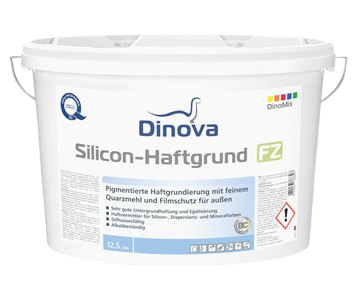 DinoMix
Dinova
Silicon-Haftgrund FZ
Pigmentierte Haftgrundierung mit feinem
Quarzmehl und Filmschutz für außen
• Sehr gute Untergrundhaftung und Egalisierung
• Haftvermittler für Silicon-, Dispersions- und Mineralfarben
• Diffusionsfähig
• Alkalibeständig
12,5 Liter